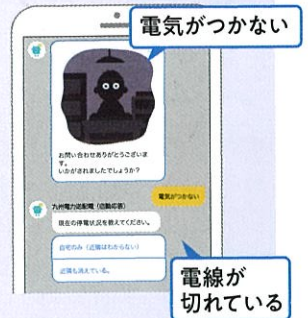 電気がつかない
お問い合わせありがとうございま
す。
いかがされましたでしょうか？
電気がつかない
九州電力送配電（自動応答）
現在の停電状況を教えてください。
自宅のみ（近隣はわからない）
近隣も消えている。
電線が
切れている